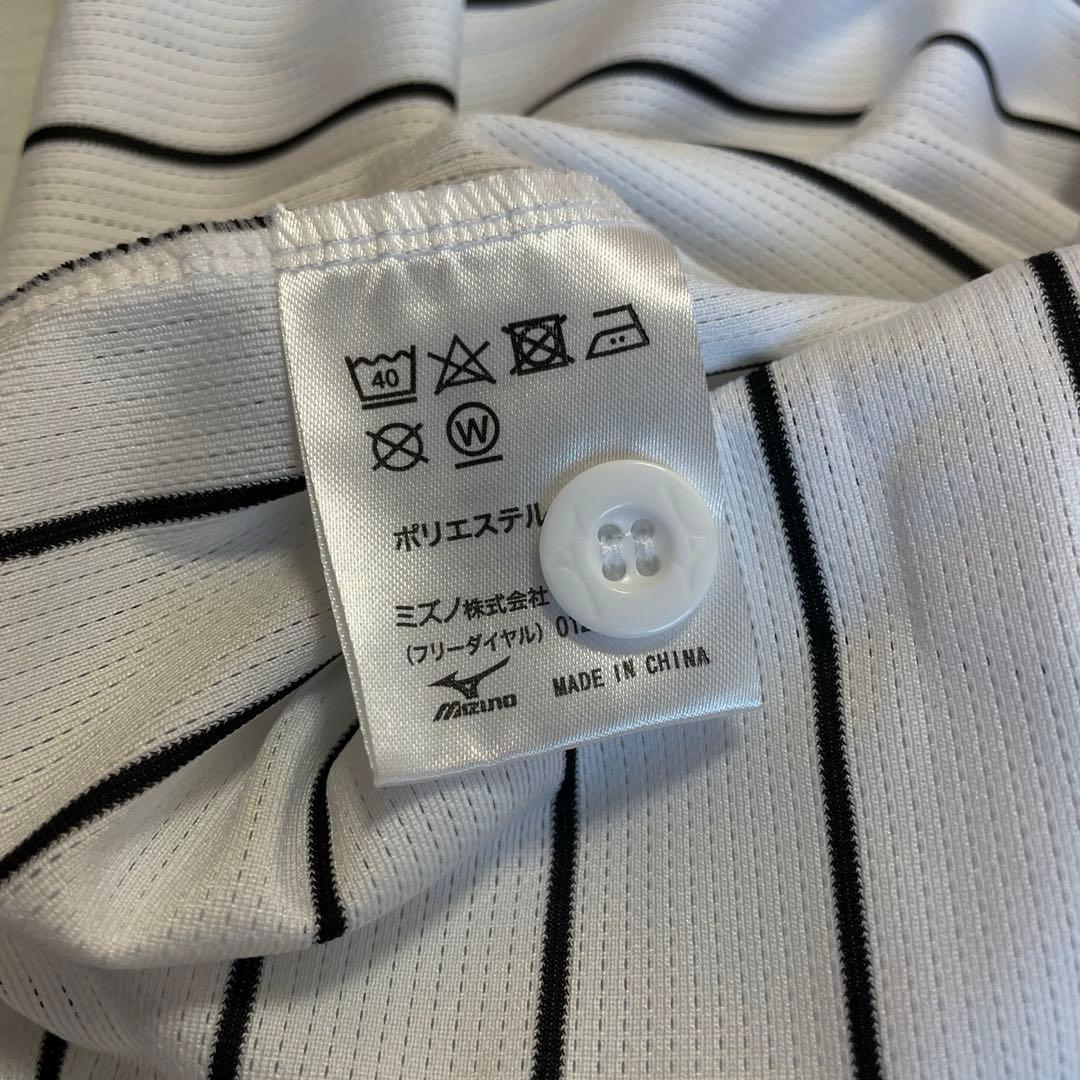 40
W
ポリエステル
ミズノ株式会社
(フリーダイヤル)
Mizuno
MADE IN CHINA